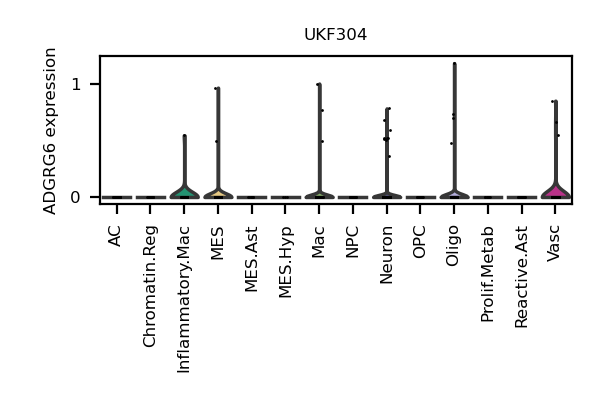 UKF304
ADGRG6 expression
1
0
AC
Chromatin.Reg
Inflammatory.Mac
MES
MES.Ast
MES.Hyp
Mac
NPC
Neuron
OPC
Oligo
Prolif.Metab
Reactive.Ast
Vasc